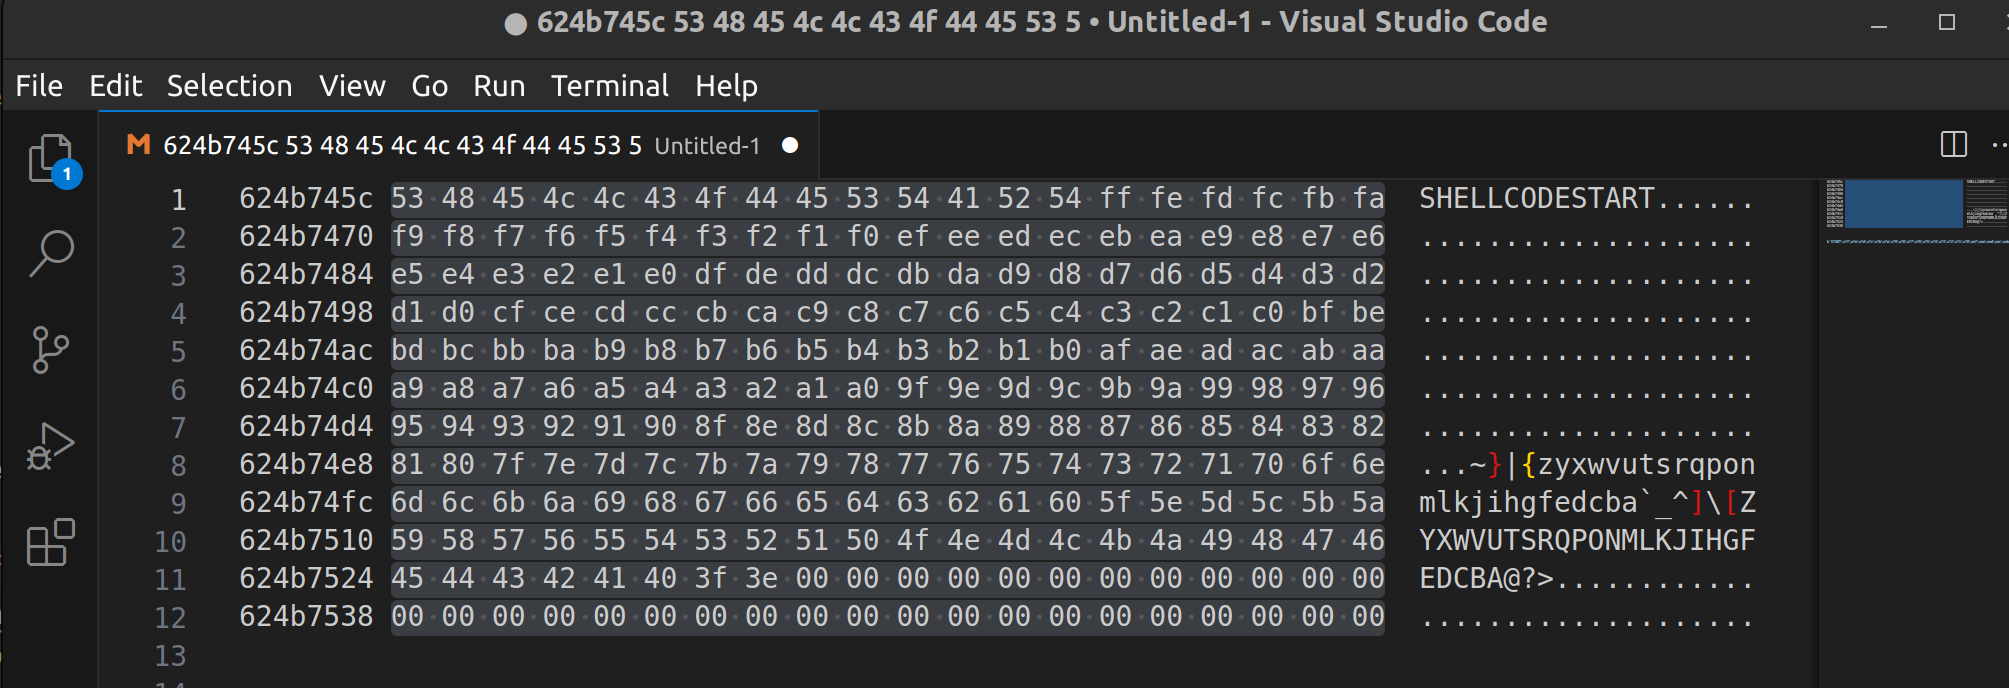 ● 624b745c 53 48 45 4c 4c 43 4f 44 45 53 5 • Untitled-1 - Visual Studio Code
File Edit Selection View Go Run Terminal Help
M 624b745c 53 48 45 4c 4c 43 4f 44 45 53 5 Untitled-1 ●
1
1 624b745c 53 48 45 4c 4c 43 4f 44 45 53 54 41 52 54 ff fe fd fc fb fa SHELLCODESTART......
2 624b7470 f9 f8 f7 f6 f5 f4 f3 f2 f1 f0 ef ee ed ec eb ea e9 e8 e7 e6 ....................
3 624b7484 e5 e4 e3 e2 e1 e0 df de dd dc db da d9 d8 d7 d6 d5 d4 d3 d2 ....................
4 624b7498 d1 d0 cf ce cd cc cb ca c9 c8 c7 c6 c5 c4 c3 c2 c1 c0 bf be ....................
5 624b74ac bd bc bb ba b9 b8 b7 b6 b5 b4 b3 b2 b1 b0 af ae ad ac ab aa ....................
6 624b74c0 a9 a8 a7 a6 a5 a4 a3 a2 a1 a0 9f 9e 9d 9c 9b 9a 99 98 97 96 ....................
7 624b74d4 95 94 93 92 91 90 8f 8e 8d 8c 8b 8a 89 88 87 86 85 84 83 82 ....................
8 624b74e8 81 80 7f 7e 7d 7c 7b 7a 79 78 77 76 75 74 73 72 71 70 6f 6e ...~}|{zyxwvutsrqpon
9 624b74fc 6d 6c 6b 6a 69 68 67 66 65 64 63 62 61 60 5f 5e 5d 5c 5b 5a mlkjihgfedcba`_^]\[Z
10 624b7510 59 58 57 56 55 54 53 52 51 50 4f 4e 4d 4c 4b 4a 49 48 47 46 YXWVUTSRQPONMLKJIHGF
11 624b7524 45 44 43 42 41 40 3f 3e 00 00 00 00 00 00 00 00 00 00 00 00 EDCBA@?>............
12 624b7538 00 00 00 00 00 00 00 00 00 00 00 00 00 00 00 00 00 00 00 00 ....................
13